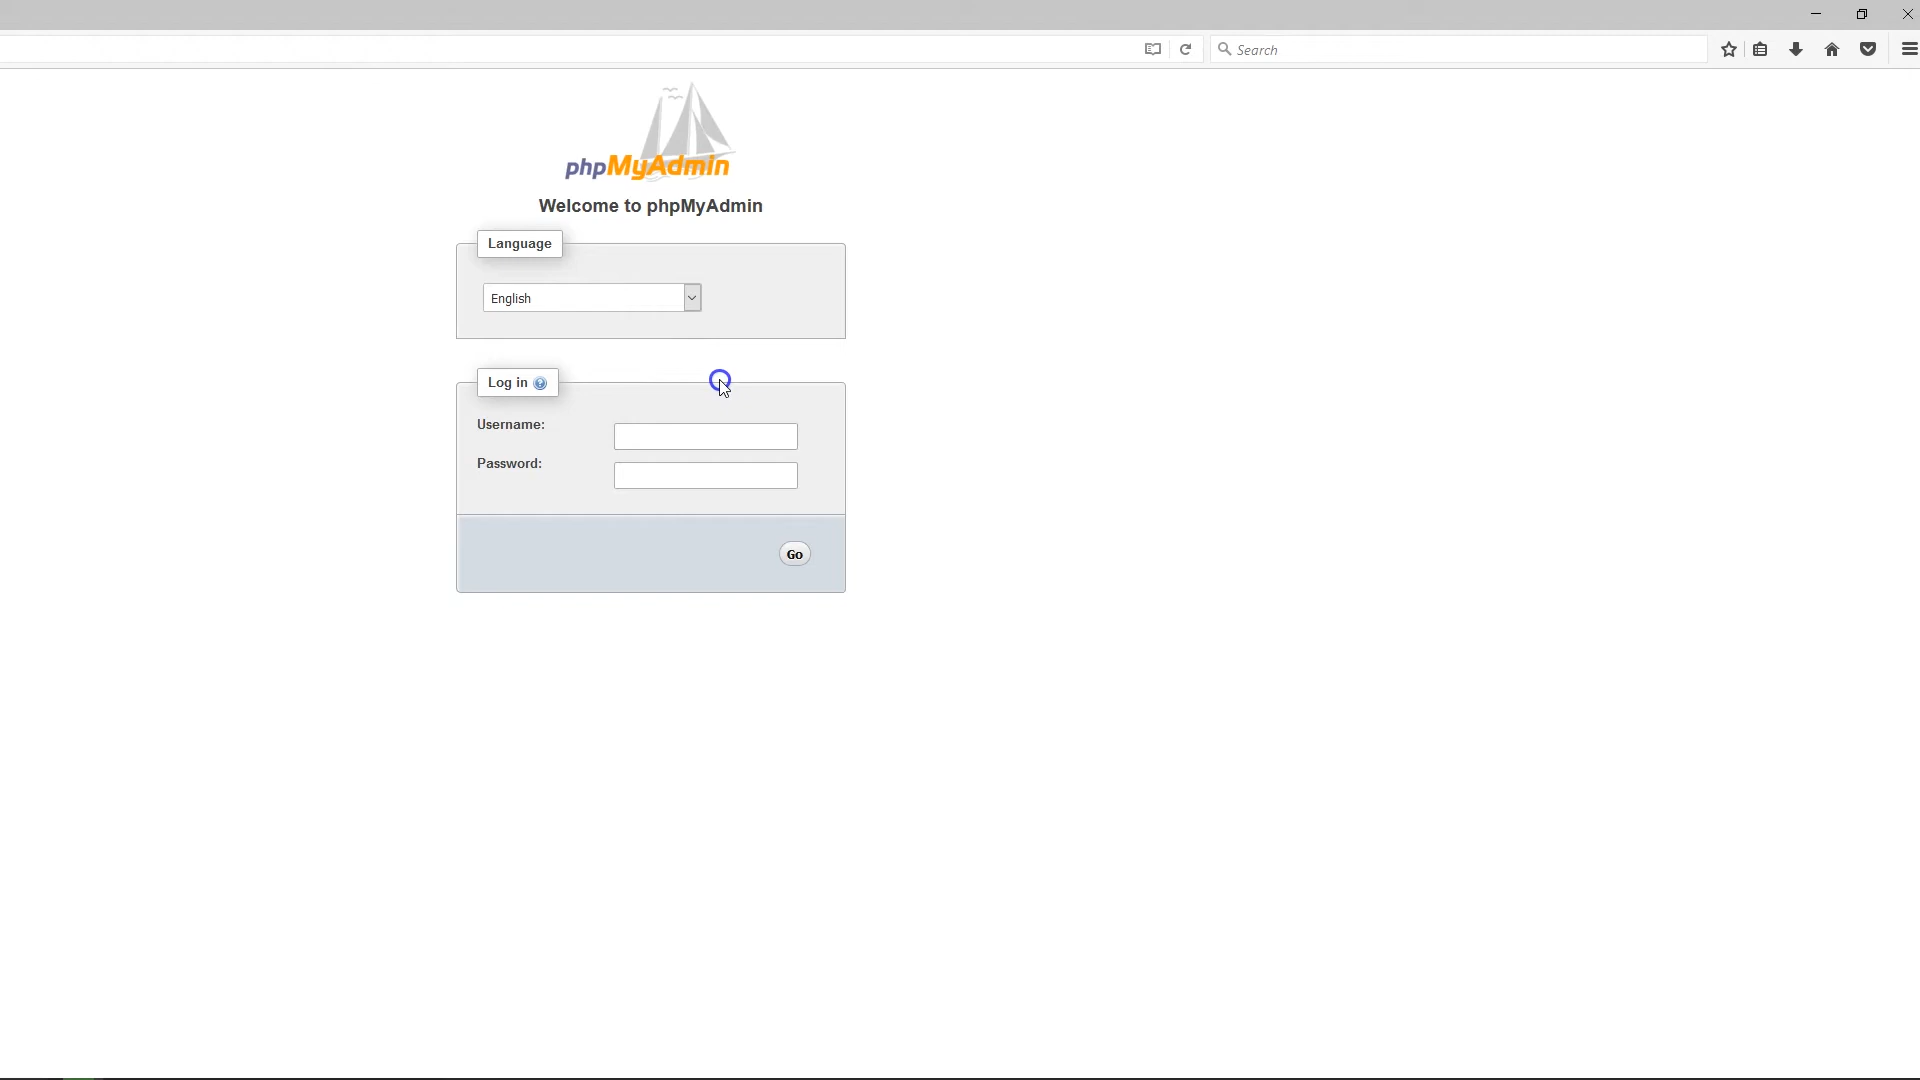 Search
phpMyAdmin
Welcome to phpMyAdmin
Language
English
Log in
Username:
Password:
Go